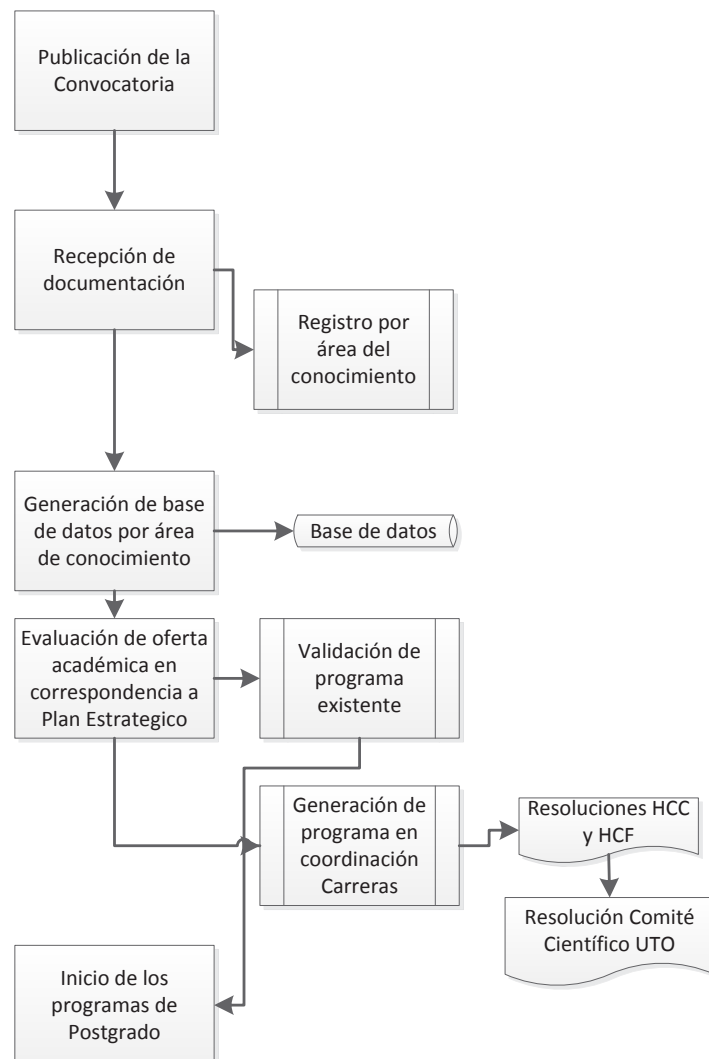 Publicación de la
Convocatoria
Recepción de
documentación
Registro por
área del
conocimiento
Generación de base
de datos por área
de conocimiento
Base de datos
Evaluación de oferta
académica en
correspondencia a
Plan Estrategico
Validación de
programa
existente
Generación de
programa en
coordinación
Carreras
Resoluciones HCC
y HCF
Resolución Comité
Científico UTO
Inicio de los
programas de
Postgrado